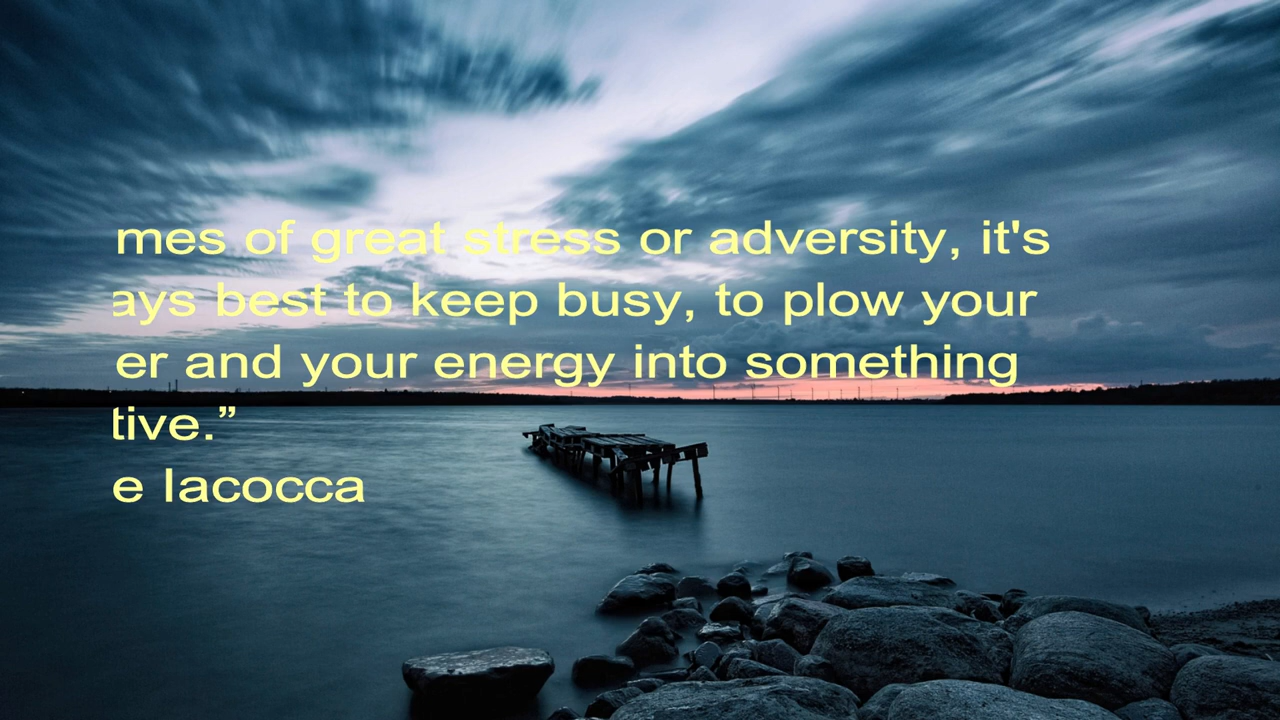 mes of great stress or adversity, it's
ays best to keep busy, to plow your
er and your energy into something
tive.”
e Iacocca